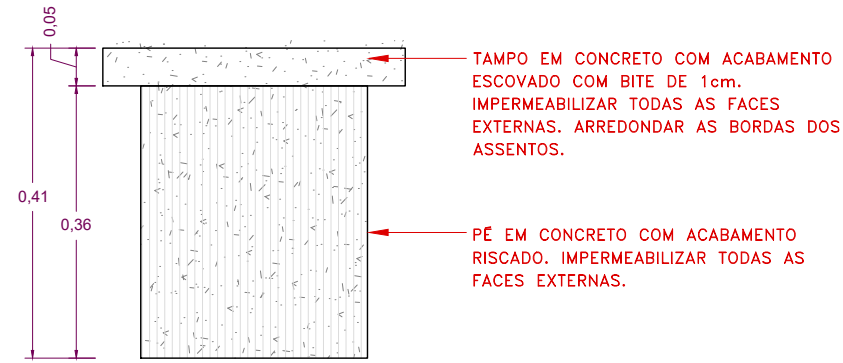 0,05
TAMPO EM CONCRETO COM ACABAMENTO
ESCOVADO COM BITE DE 1cm.
IMPERMEABILIZAR TODAS AS FACES
EXTERNAS. ARREDONDAR AS BORDAS DOS
ASSENTOS.
0,41
0,36
PÉ EM CONCRETO COM ACABAMENTO
RISCADO. IMPERMEABILIZAR TODAS AS
FACES EXTERNAS.